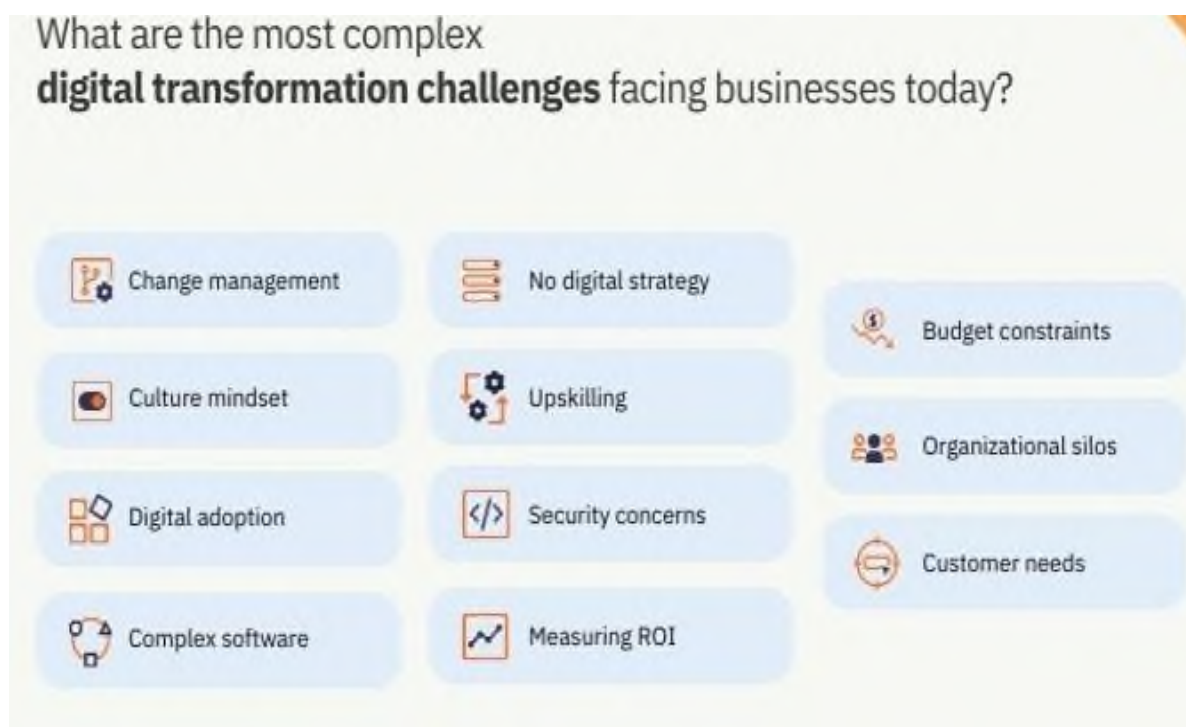 What are the most complex
digital transformation challenges facing businesses today?
Change management
Culture mindset
Digital adoption
Complex software
No digital strategy
Upskilling
Security concerns
Measuring ROI
Budget constraints
Organizational silos
Customer needs